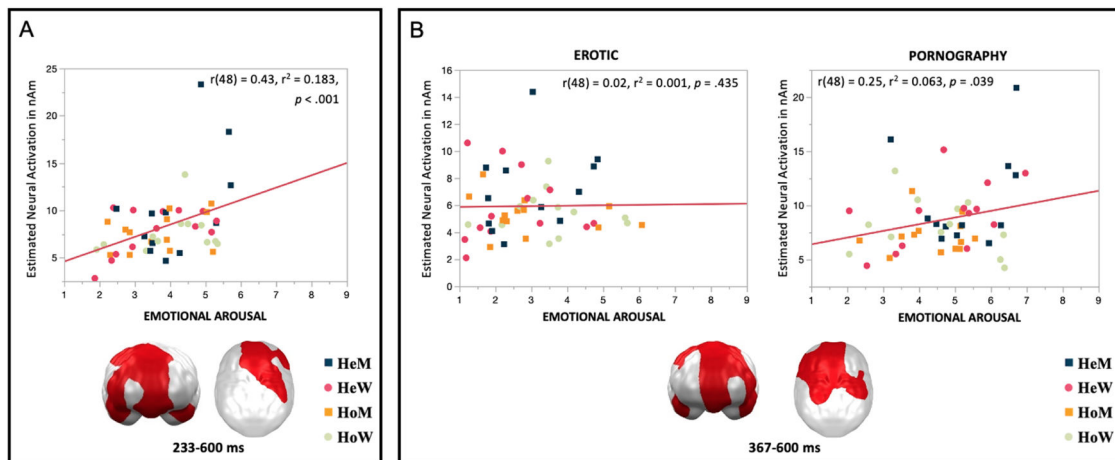 A
r(48) = 0.43, r² = 0.183,
p < .001
Estimated Neural Activation in nAm
25
20
15
10
5
1 2 3 4 5 6 7 8 9
EMOTIONAL AROUSAL
HeM
HeW
HoM
HoW
233-600 ms
B
EROTIC
r(48) = 0.02, r² = 0.001, p = .435
Estimated Neural Activation in nAm
16
14
12
10
8
6
4
2
0
1 2 3 4 5 6 7 8 9
EMOTIONAL AROUSAL
PORNOGRAPHY
r(48) = 0.25, r² = 0.063, p = .039
Estimated Neural Activation in nAm
20
15
10
5
1 2 3 4 5 6 7 8 9
EMOTIONAL AROUSAL
HeM
HeW
HoM
HoW
367-600 ms